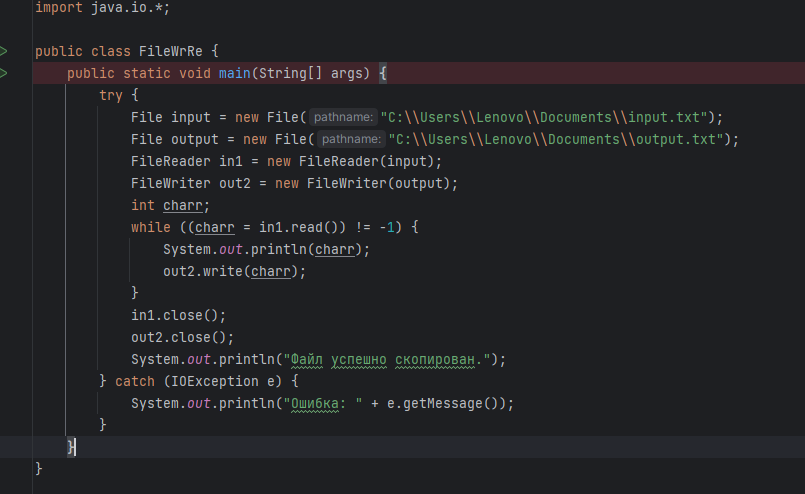 import java.io.*;
public class FileWrRe {
public static void main(String[] args) {
try {
File input = new File( pathname: "C:\\Users\\Lenovo\\Documents\\input.txt");
File output = new File( pathname: "C:\\Users\\Lenovo\\Documents\\output.txt");
FileReader in1 = new FileReader(input);
FileWriter out2 = new FileWriter(output);
int charr;
while ((charr = in1.read()) != -1) {
System.out.println(charr);
out2.write(charr);
}
in1.close();
out2.close();
System.out.println("Файл успешно скопирован.");
} catch (IOException e) {
System.out.println("Ошибка: " + e.getMessage());
}
}
}